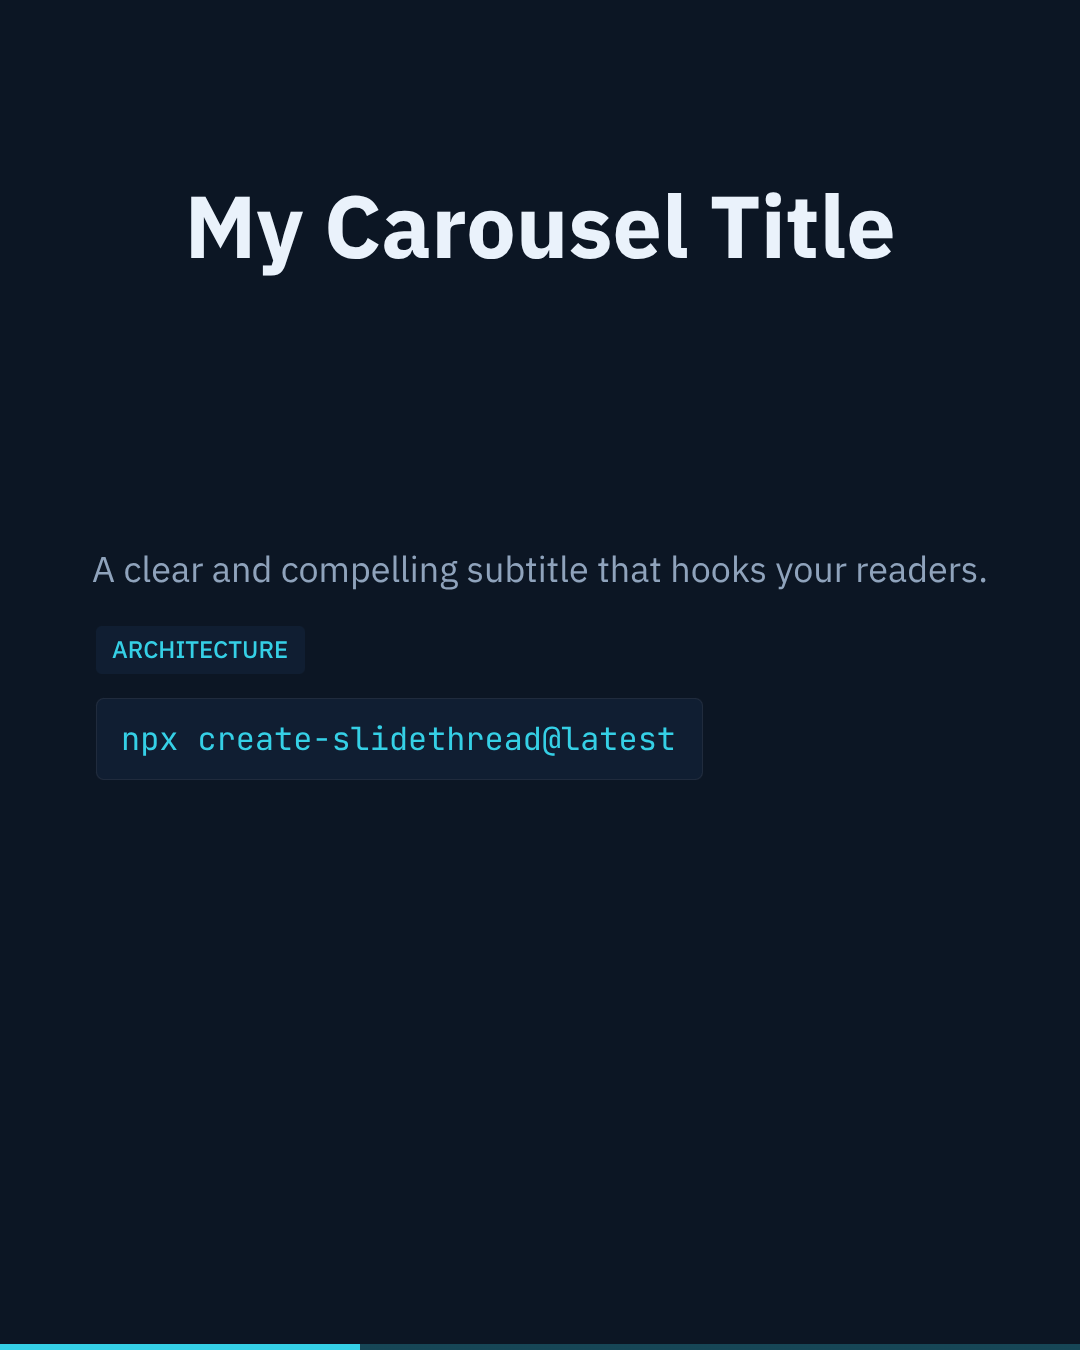 My Carousel Title
A clear and compelling subtitle that hooks your readers.
ARCHITECTURE
npx create-slidethread@latest